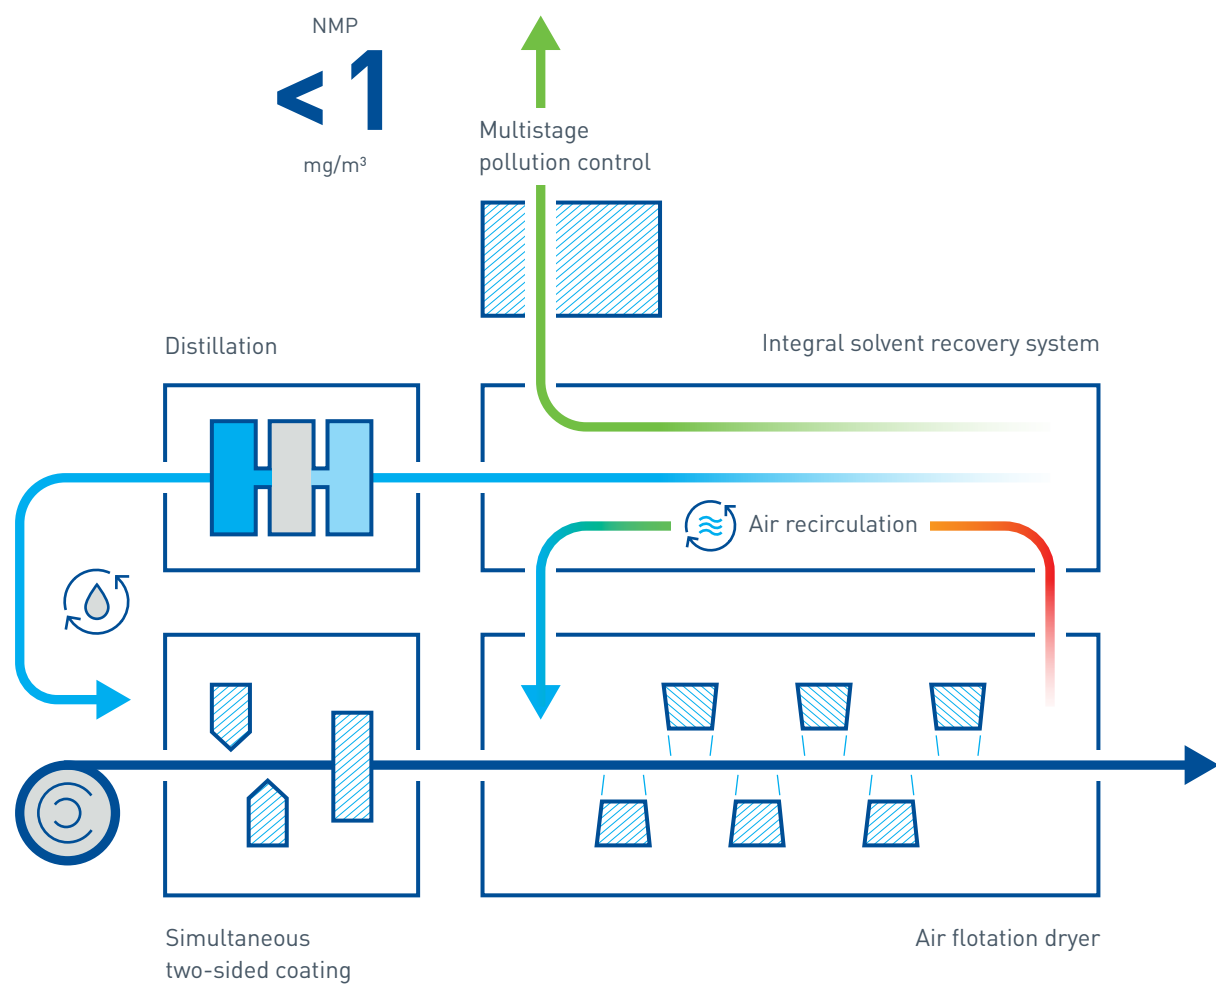 NMP
< 1
mg/m³
Multistage
pollution control
Distillation
Integral solvent recovery system
Air recirculation
Simultaneous
two-sided coating
Air flotation dryer